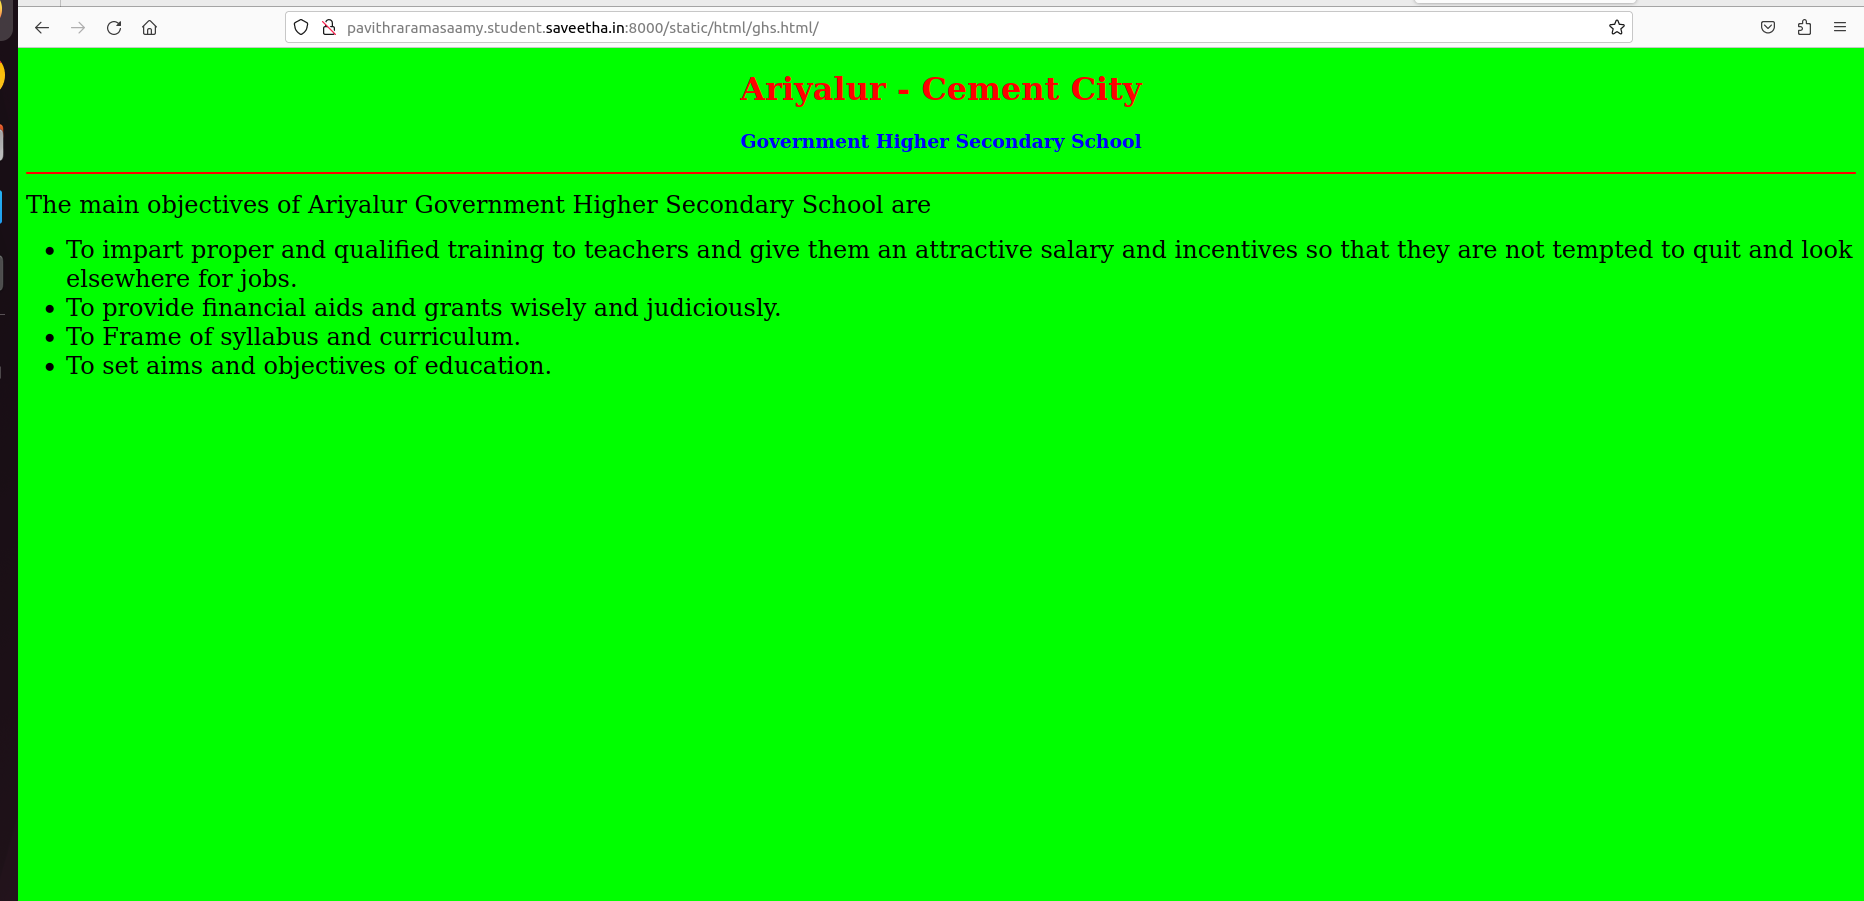 pavithraramasaamy.student.saveetha.in:8000/static/html/ghs.html/
Ariyalur - Cement City
Government Higher Secondary School
The main objectives of Ariyalur Government Higher Secondary School are
• To impart proper and qualified training to teachers and give them an attractive salary and incentives so that they are not tempted to quit and look
elsewhere for jobs.
• To provide financial aids and grants wisely and judiciously.
• To Frame of syllabus and curriculum.
• To set aims and objectives of education.